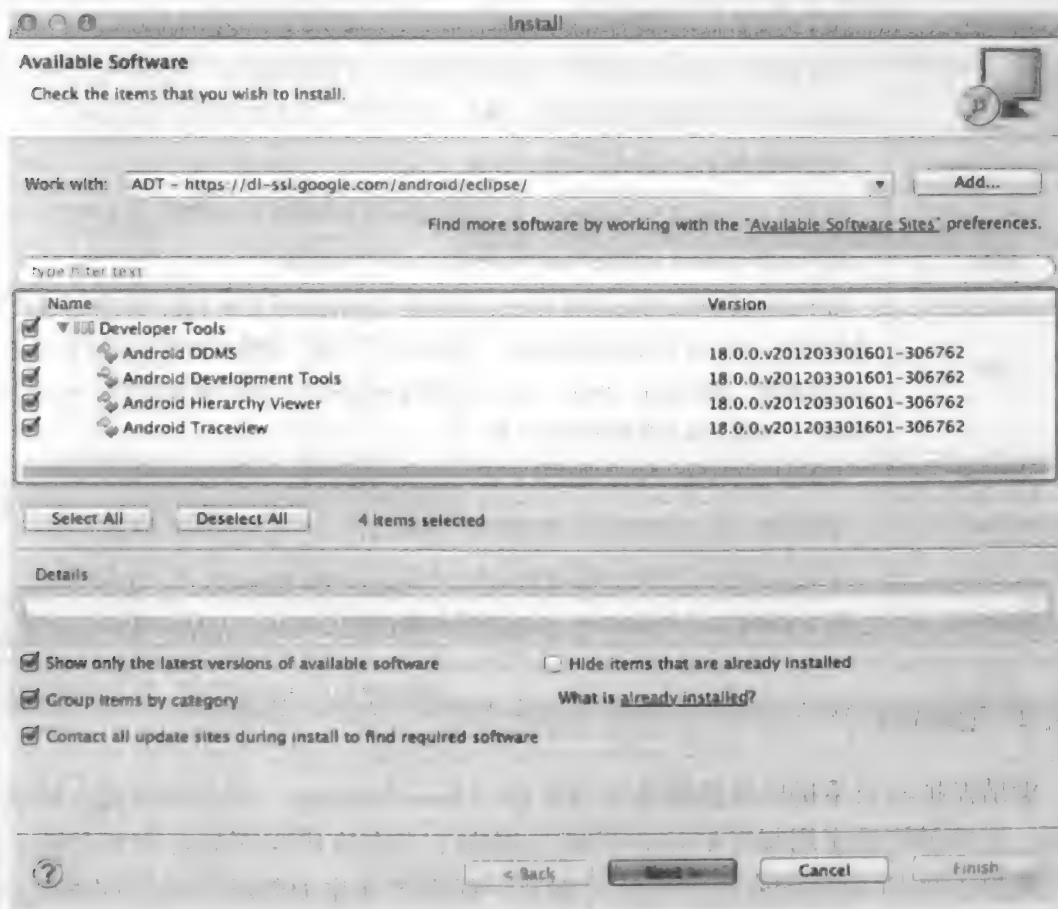 Install
Available Software
Check the items that you wish to install.
Work with: ADT - https://dl-ssl.google.com/android/eclipse/ Add...
Find more software by working with the "Available Software Sites" preferences.
type filter text
Name Version
Developer Tools
Android DDMS 18.0.0.v201203301601-306762
Android Development Tools 18.0.0.v201203301601-306762
Android Hierarchy Viewer 18.0.0.v201203301601-306762
Android Traceview 18.0.0.v201203301601-306762
Select All Deselect All 4 items selected
Details
Show only the latest versions of available software Hide items that are already installed
Group items by category What is already installed?
Contact all update sites during install to find required software
? < Back Next > Cancel Finish